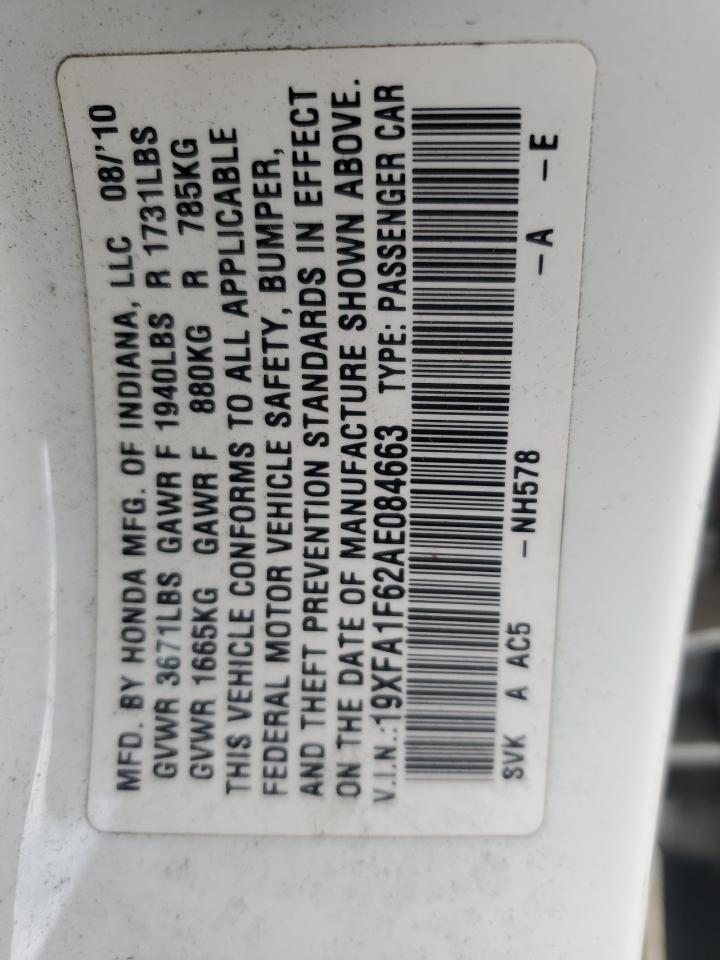 MFD. BY HONDA MFG. OF INDIANA, LLC 08/'10
GVWR 3671LBS GAWR F 1940LBS R 1731LBS
GVWR 1665KG GAWR F 880KG R 785KG
THIS VEHICLE CONFORMS TO ALL APPLICABLE
FEDERAL MOTOR VEHICLE SAFETY, BUMPER,
AND THEFT PREVENTION STANDARDS IN EFFECT
ON THE DATE OF MANUFACTURE SHOWN ABOVE.
V.I.N.:19XFA1F62AE084663 TYPE: PASSENGER CAR
SVK A AC5 -NH578 -A -E